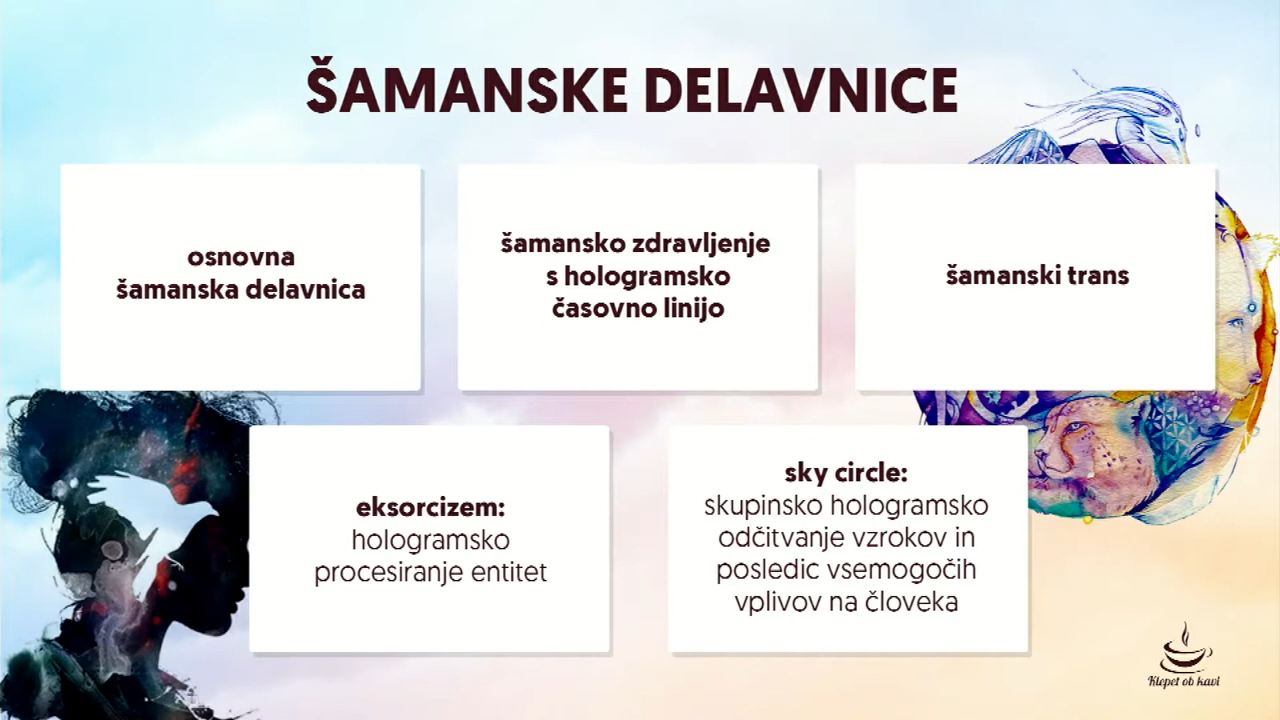 ŠAMANSKE DELAVNICE
osnovna
šamanska delavnica
šamansko zdravljenje
s hologramsko
časovno linijo
šamanski trans
eksorcizem:
hologramsko
procesiranje entitet
sky circle:
skupinsko hologramsko
odčitvanje vzrokov in
posledic vsemogočih
vplivov na človeka
Klepet ob kavi